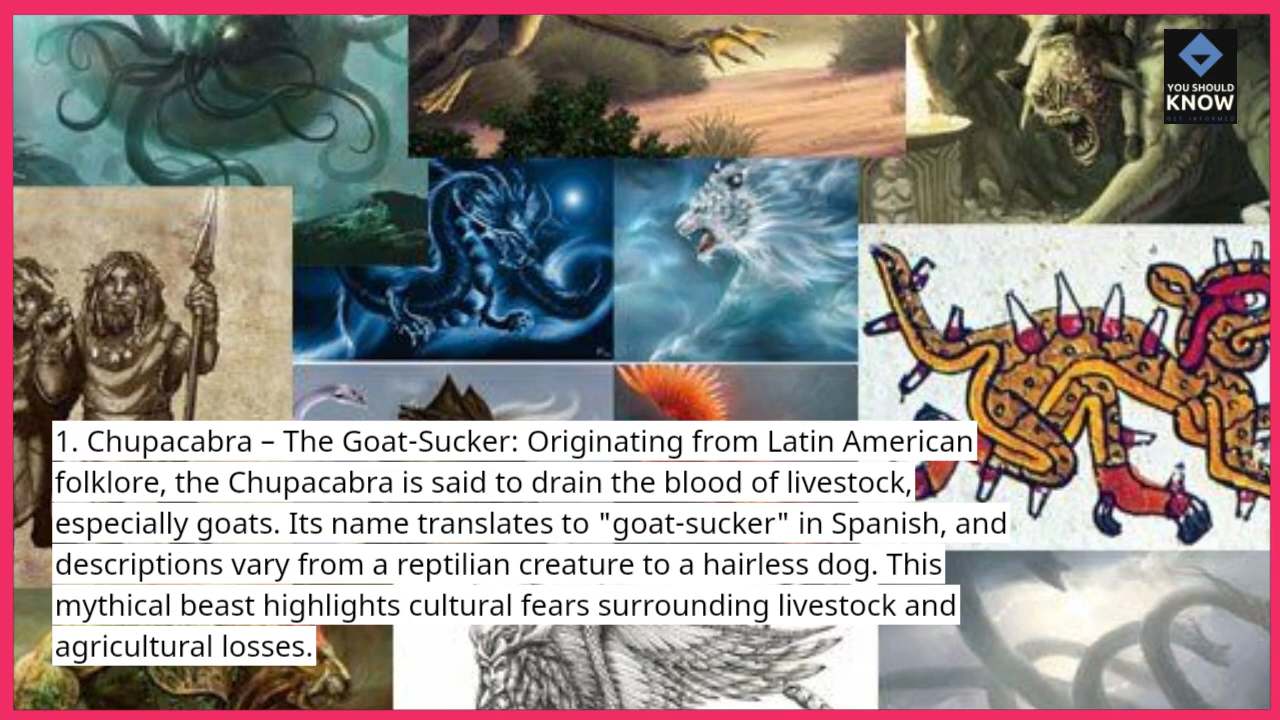 YOU SHOULD
KNOW
GET INFORMED
1. Chupacabra – The Goat-Sucker: Originating from Latin American
folklore, the Chupacabra is said to drain the blood of livestock,
especially goats. Its name translates to "goat-sucker" in Spanish, and
descriptions vary from a reptilian creature to a hairless dog. This
mythical beast highlights cultural fears surrounding livestock and
agricultural losses.